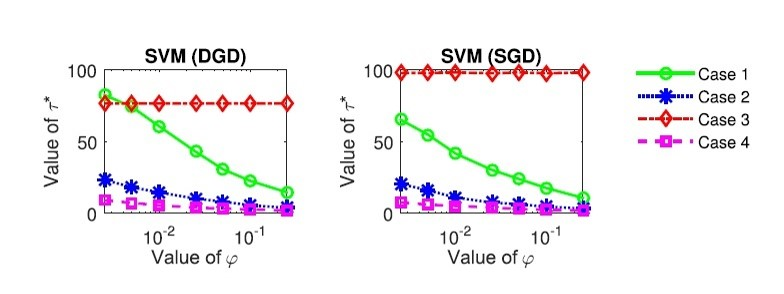 SVM (DGD)
100
50
0
10⁻²
10⁻¹
Value of τ*
Value of φ
SVM (SGD)
100
50
0
10⁻²
10⁻¹
Value of τ*
Value of φ
Case 1
Case 2
Case 3
Case 4